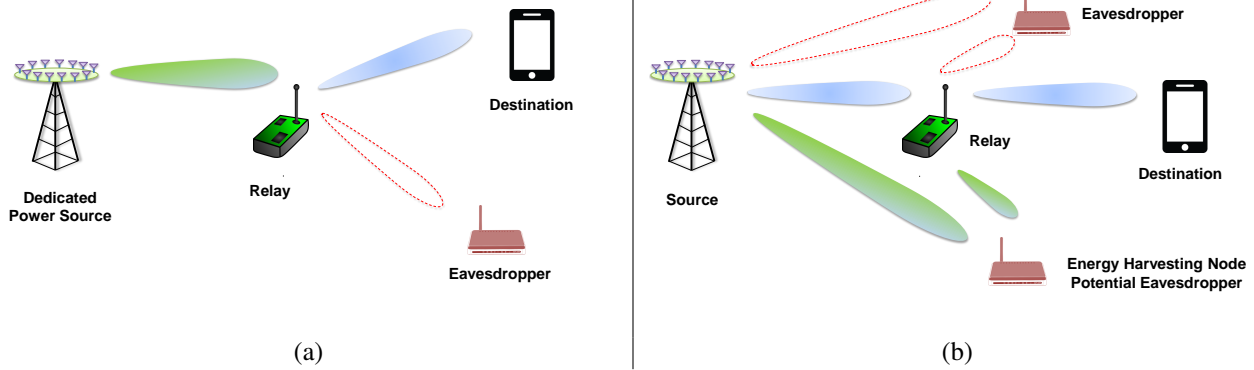 Destination
Relay
Dedicated
Power Source
Eavesdropper
(a)
Eavesdropper
Relay
Destination
Source
Energy Harvesting Node
Potential Eavesdropper
(b)